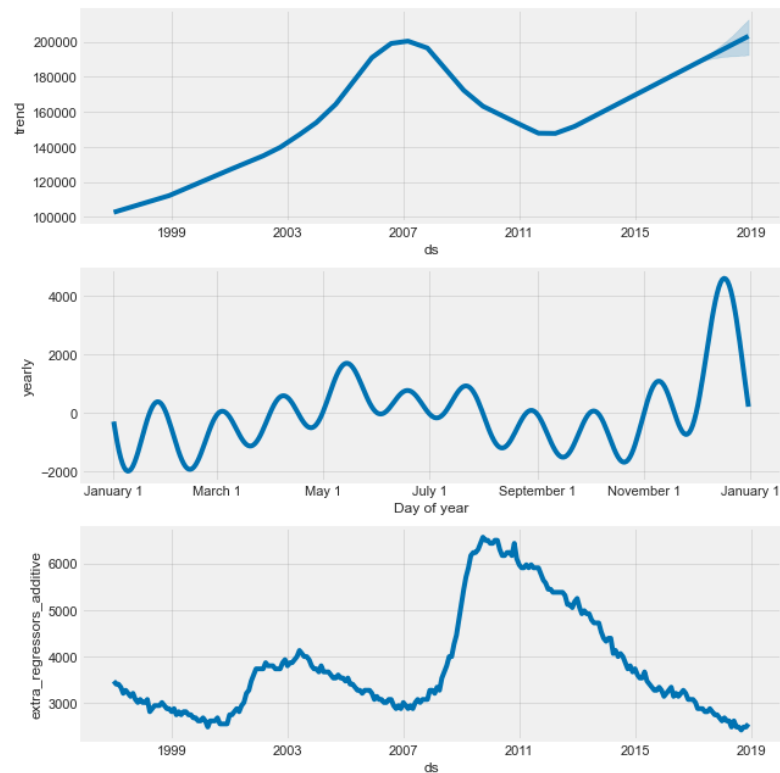 200000
180000
160000
140000
120000
100000
trend
1999 2003 2007 2011 2015 2019
ds
4000
2000
0
−2000
yearly
January 1 March 1 May 1 July 1 September 1 November 1 January 1
Day of year
6000
5000
4000
3000
extra_regressors_additive
1999 2003 2007 2011 2015 2019
ds